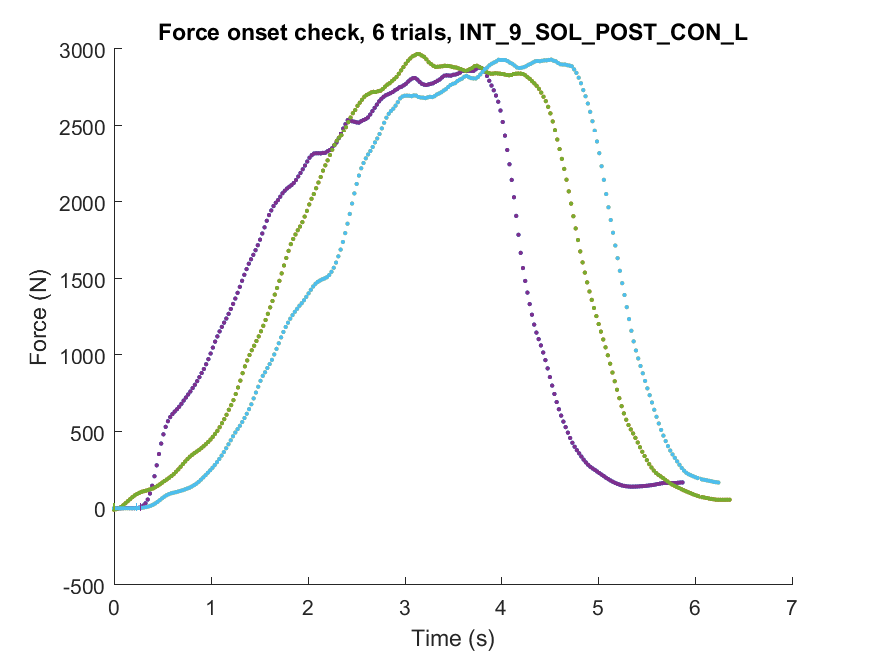 Force onset check, 6 trials, INT_9_SOL_POST_CON_L
3000
2500
2000
1500
1000
500
0
-500
Force (N)
0 1 2 3 4 5 6 7
Time (s)